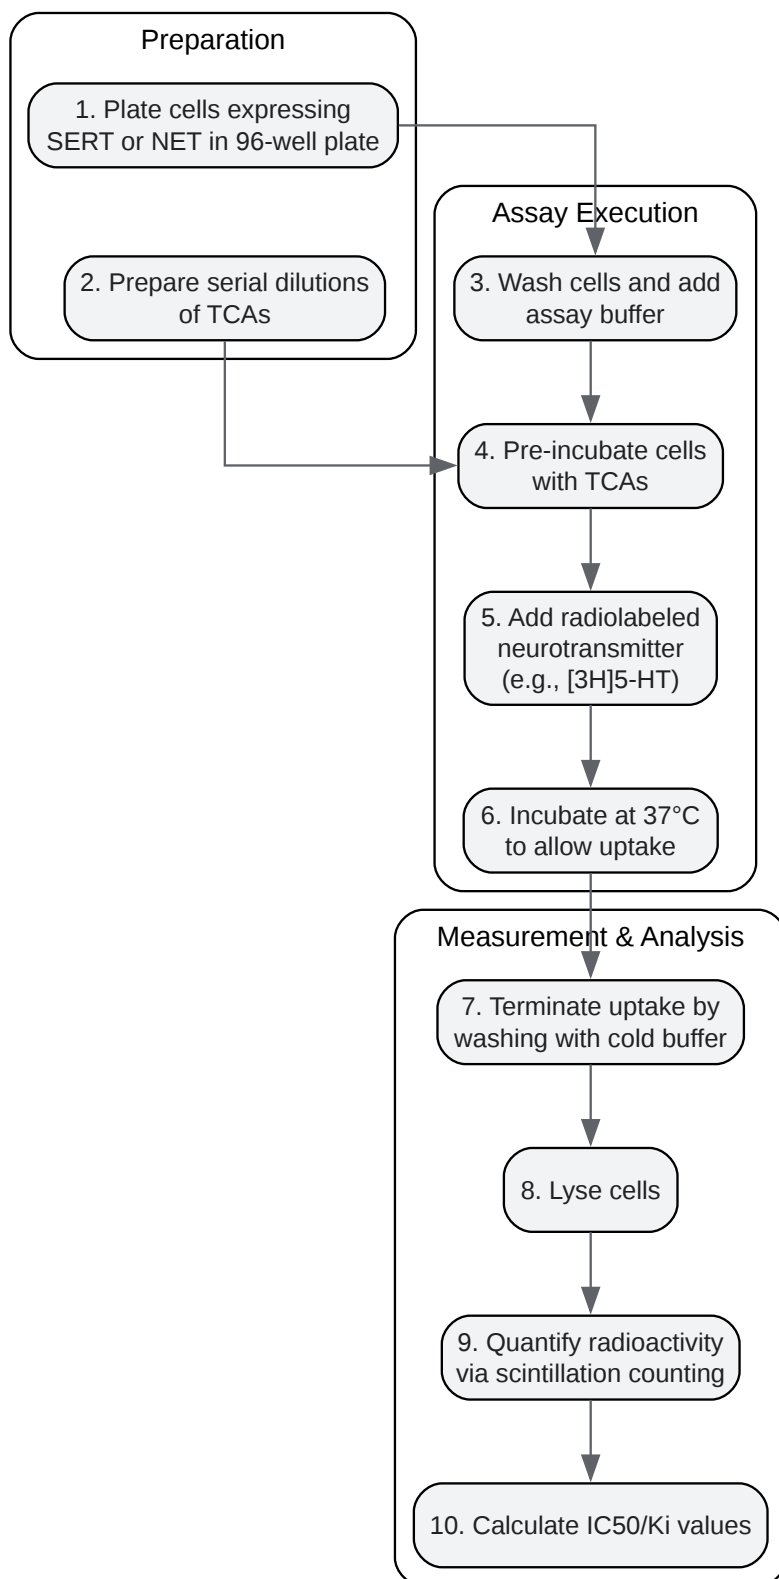 Preparation
1. Plate cells expressing
SERT or NET in 96-well plate
2. Prepare serial dilutions
of TCAs
Assay Execution
3. Wash cells and add
assay buffer
4. Pre-incubate cells
with TCAs
5. Add radiolabeled
neurotransmitter
(e.g., [3H]5-HT)
6. Incubate at 37°C
to allow uptake
Measurement & Analysis
7. Terminate uptake by
washing with cold buffer
8. Lyse cells
9. Quantify radioactivity
via scintillation counting
10. Calculate IC50/Ki values